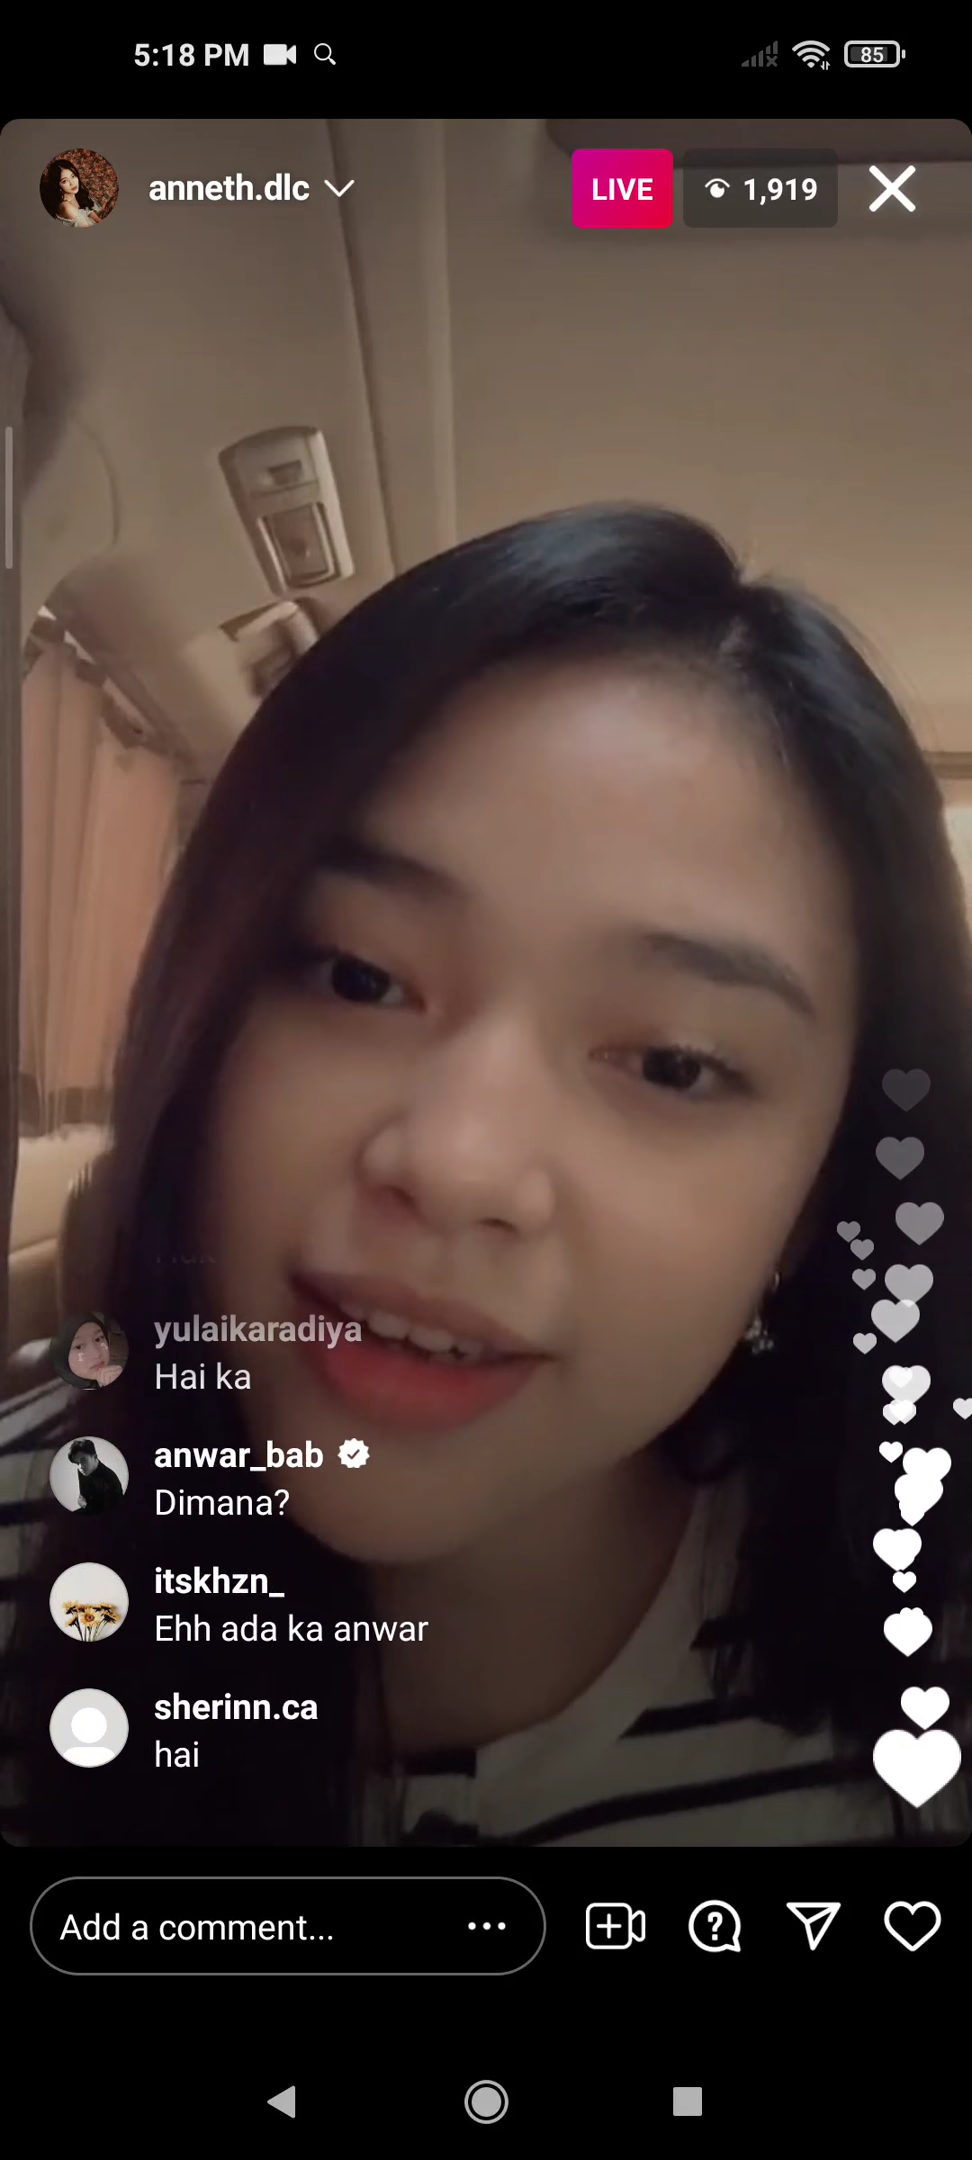 5:18 PM
85
anneth.dlc
LIVE
1,919
yulaikaradiya
Hai ka
anwar_bab
Dimana?
itskhzn_
Ehh ada ka anwar
sherinn.ca
hai
Add a comment...